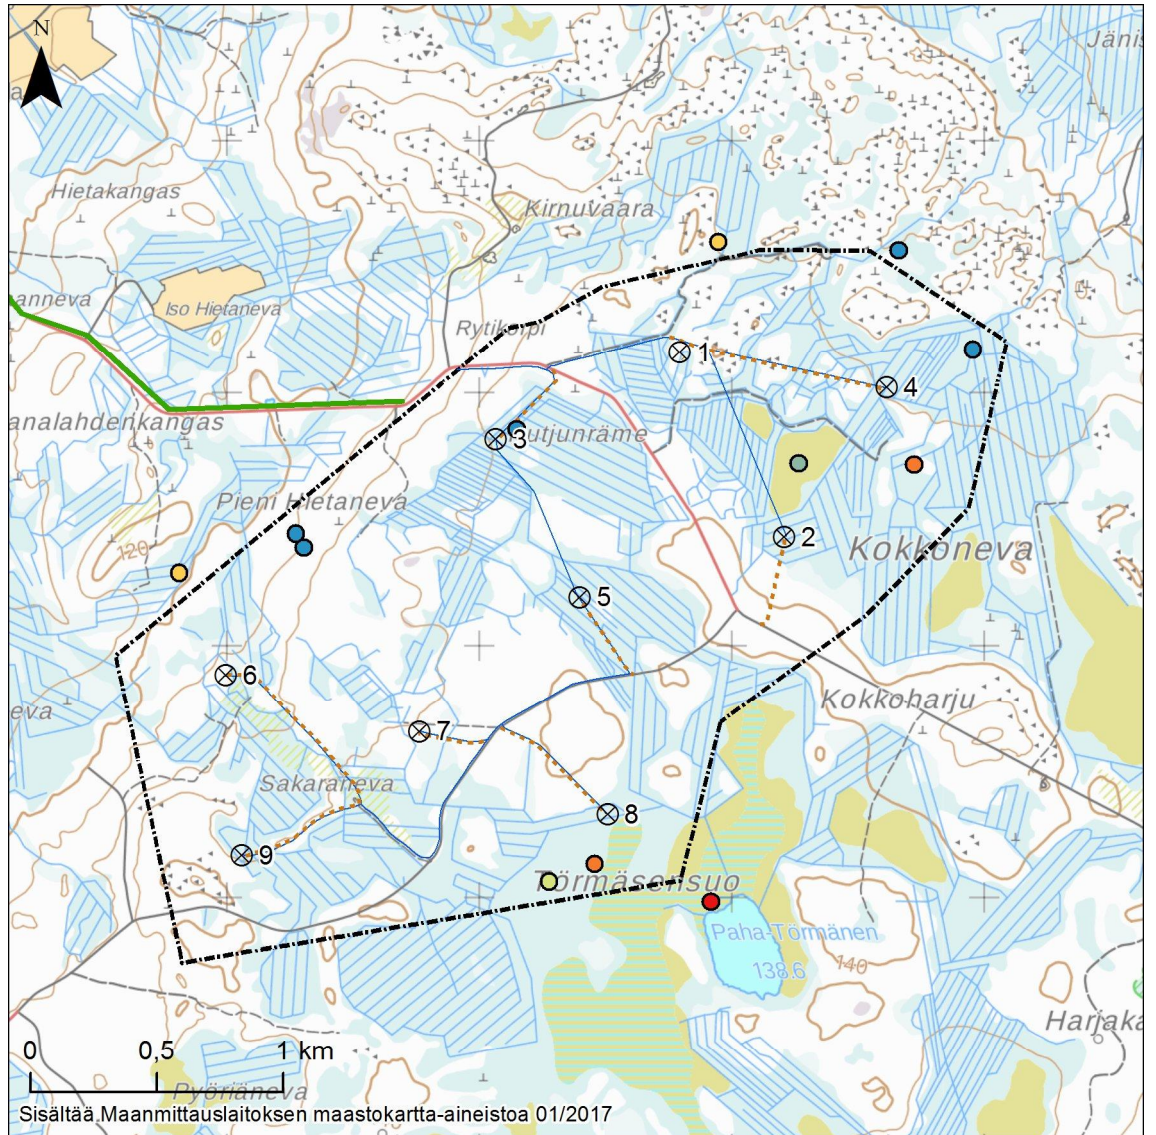 N
Jänis
a
Hietakangas
Kirnuvaara
anneva
Iso Hietaneva
Rytikorpi
1
4
analahdenkangas
3
utjunräme
Pieni Hietaneva
2
120
Kokkoneva
5
6
Kokkoharju
eva
7
Sakaraneva
8
9
Törmäsensuo
Paha-Törmänen
138.6
140
Harjaka
0 0,5 1 km
Pyöriäneva
Sisältää Maanmittauslaitoksen maastokartta-aineistoa 01/2017